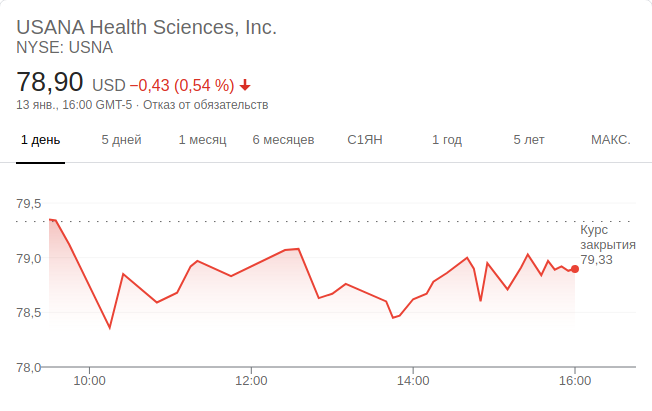 USANA Health Sciences, Inc.
NYSE: USNA
78,90 USD −0,43 (0,54 %)
13 янв., 16:00 GMT-5 · Отказ от обязательств
1 день 5 дней 1 месяц 6 месяцев С1ЯН 1 год 5 лет МАКС.
79,5
Курс
закрытия
79,33
79,0
78,5
78,0
10:00 12:00 14:00 16:00